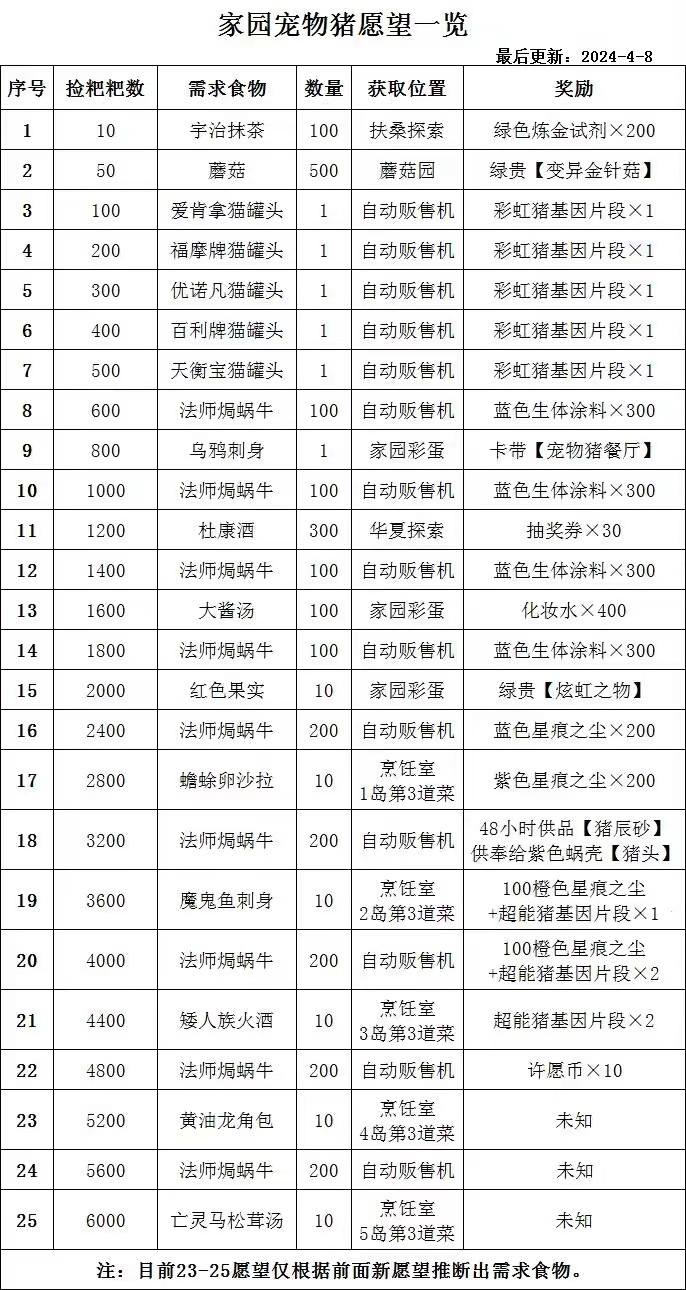 家园宠物猪愿望一览
最后更新：2024-4-8
序号 捡粑粑数 需求食物 数量 获取位置 奖励
1 10 宇治抹茶 100 扶桑探索 绿色炼金试剂×200
2 50 蘑菇 500 蘑菇园 绿贵【变异金针菇】
3 100 爱肯拿猫罐头 1 自动贩售机 彩虹猪基因片段×1
4 200 福摩牌猫罐头 1 自动贩售机 彩虹猪基因片段×1
5 300 优诺凡猫罐头 1 自动贩售机 彩虹猪基因片段×1
6 400 百利牌猫罐头 1 自动贩售机 彩虹猪基因片段×1
7 500 天衡宝猫罐头 1 自动贩售机 彩虹猪基因片段×1
8 600 法师焗蜗牛 100 自动贩售机 蓝色生体涂料×300
9 800 乌鸦刺身 1 家园彩蛋 卡带【宠物猪餐厅】
10 1000 法师焗蜗牛 100 自动贩售机 蓝色生体涂料×300
11 1200 杜康酒 300 华夏探索 抽奖券×30
12 1400 法师焗蜗牛 100 自动贩售机 蓝色生体涂料×300
13 1600 大酱汤 100 家园彩蛋 化妆水×400
14 1800 法师焗蜗牛 100 自动贩售机 蓝色生体涂料×300
15 2000 红色果实 10 家园彩蛋 绿贵【炫虹之物】
16 2400 法师焗蜗牛 200 自动贩售机 蓝色星痕之尘×200
17 2800 蟾蜍卵沙拉 10 烹饪室
1岛第3道菜 紫色星痕之尘×200
18 3200 法师焗蜗牛 200 自动贩售机 48小时供品【猪辰砂】
供奉给紫色蜗壳【猪头】
19 3600 魔鬼鱼刺身 10 烹饪室
2岛第3道菜 100橙色星痕之尘
+超能猪基因片段×1
20 4000 法师焗蜗牛 200 自动贩售机 100橙色星痕之尘
+超能猪基因片段×2
21 4400 矮人族火酒 10 烹饪室
3岛第3道菜 超能猪基因片段×2
22 4800 法师焗蜗牛 200 自动贩售机 许愿币×10
23 5200 黄油龙角包 10 烹饪室
4岛第3道菜 未知
24 5600 法师焗蜗牛 200 自动贩售机 未知
25 6000 亡灵马松茸汤 10 烹饪室
5岛第3道菜 未知
注：目前23-25愿望仅根据前面新愿望推断出需求食物。